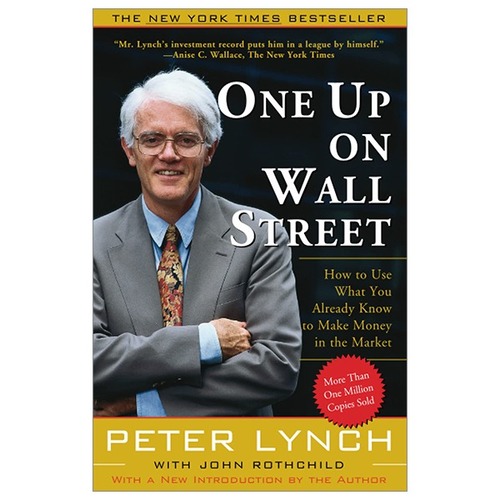 THE NEW YORK TIMES BESTSELLER
"Mr. Lynch's investment record puts him in a league by himself."
—Anise C. Wallace, The New York Times
ONE UP
ON
WALL
STREET
How to Use
What You
Already Know
to Make Money
in the Market
More Than
One Million
Copies Sold
PETER LYNCH
WITH JOHN ROTHCHILD
WITH A NEW INTRODUCTION BY THE AUTHOR